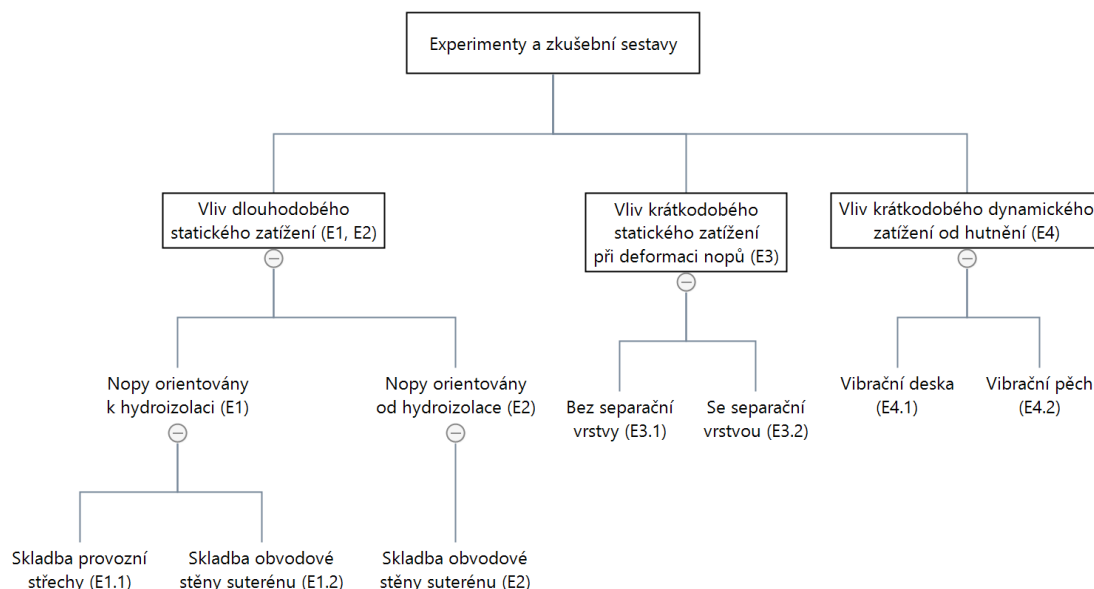 Experimenty a zkušební sestavy
Vliv dlouhodobého
statického zatížení (E1, E2)
Vliv krátkodobého
statického zatížení
při deformaci nopů (E3)
Vliv krátkodobého dynamického
zatížení od hutnění (E4)
Nopy orientovány
k hydroizolaci (E1)
Nopy orientovány
od hydroizolace (E2)
Bez separační
vrstvy (E3.1)
Se separační
vrstvou (E3.2)
Vibrační deska
(E4.1)
Vibrační pěch
(E4.2)
Skladba provozní
střechy (E1.1)
Skladba obvodové
stěny suterénu (E1.2)
Skladba obvodové
stěny suterénu (E2)